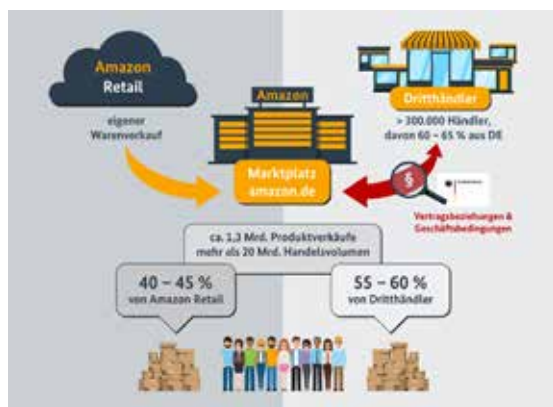 Amazon
Retail
eigener
Warenverkauf
Amazon
Marktplatz
amazon.de
Dritthändler
> 300.000 Händler,
davon 60 – 65 % aus DE
§
Vertragsbeziehungen &
Geschäftsbedingungen
ca. 1,3 Mrd. Produktverkäufe
mehr als 20 Mrd. Handelsvolumen
40 – 45 %
von Amazon Retail
55 – 60 %
von Dritthändler